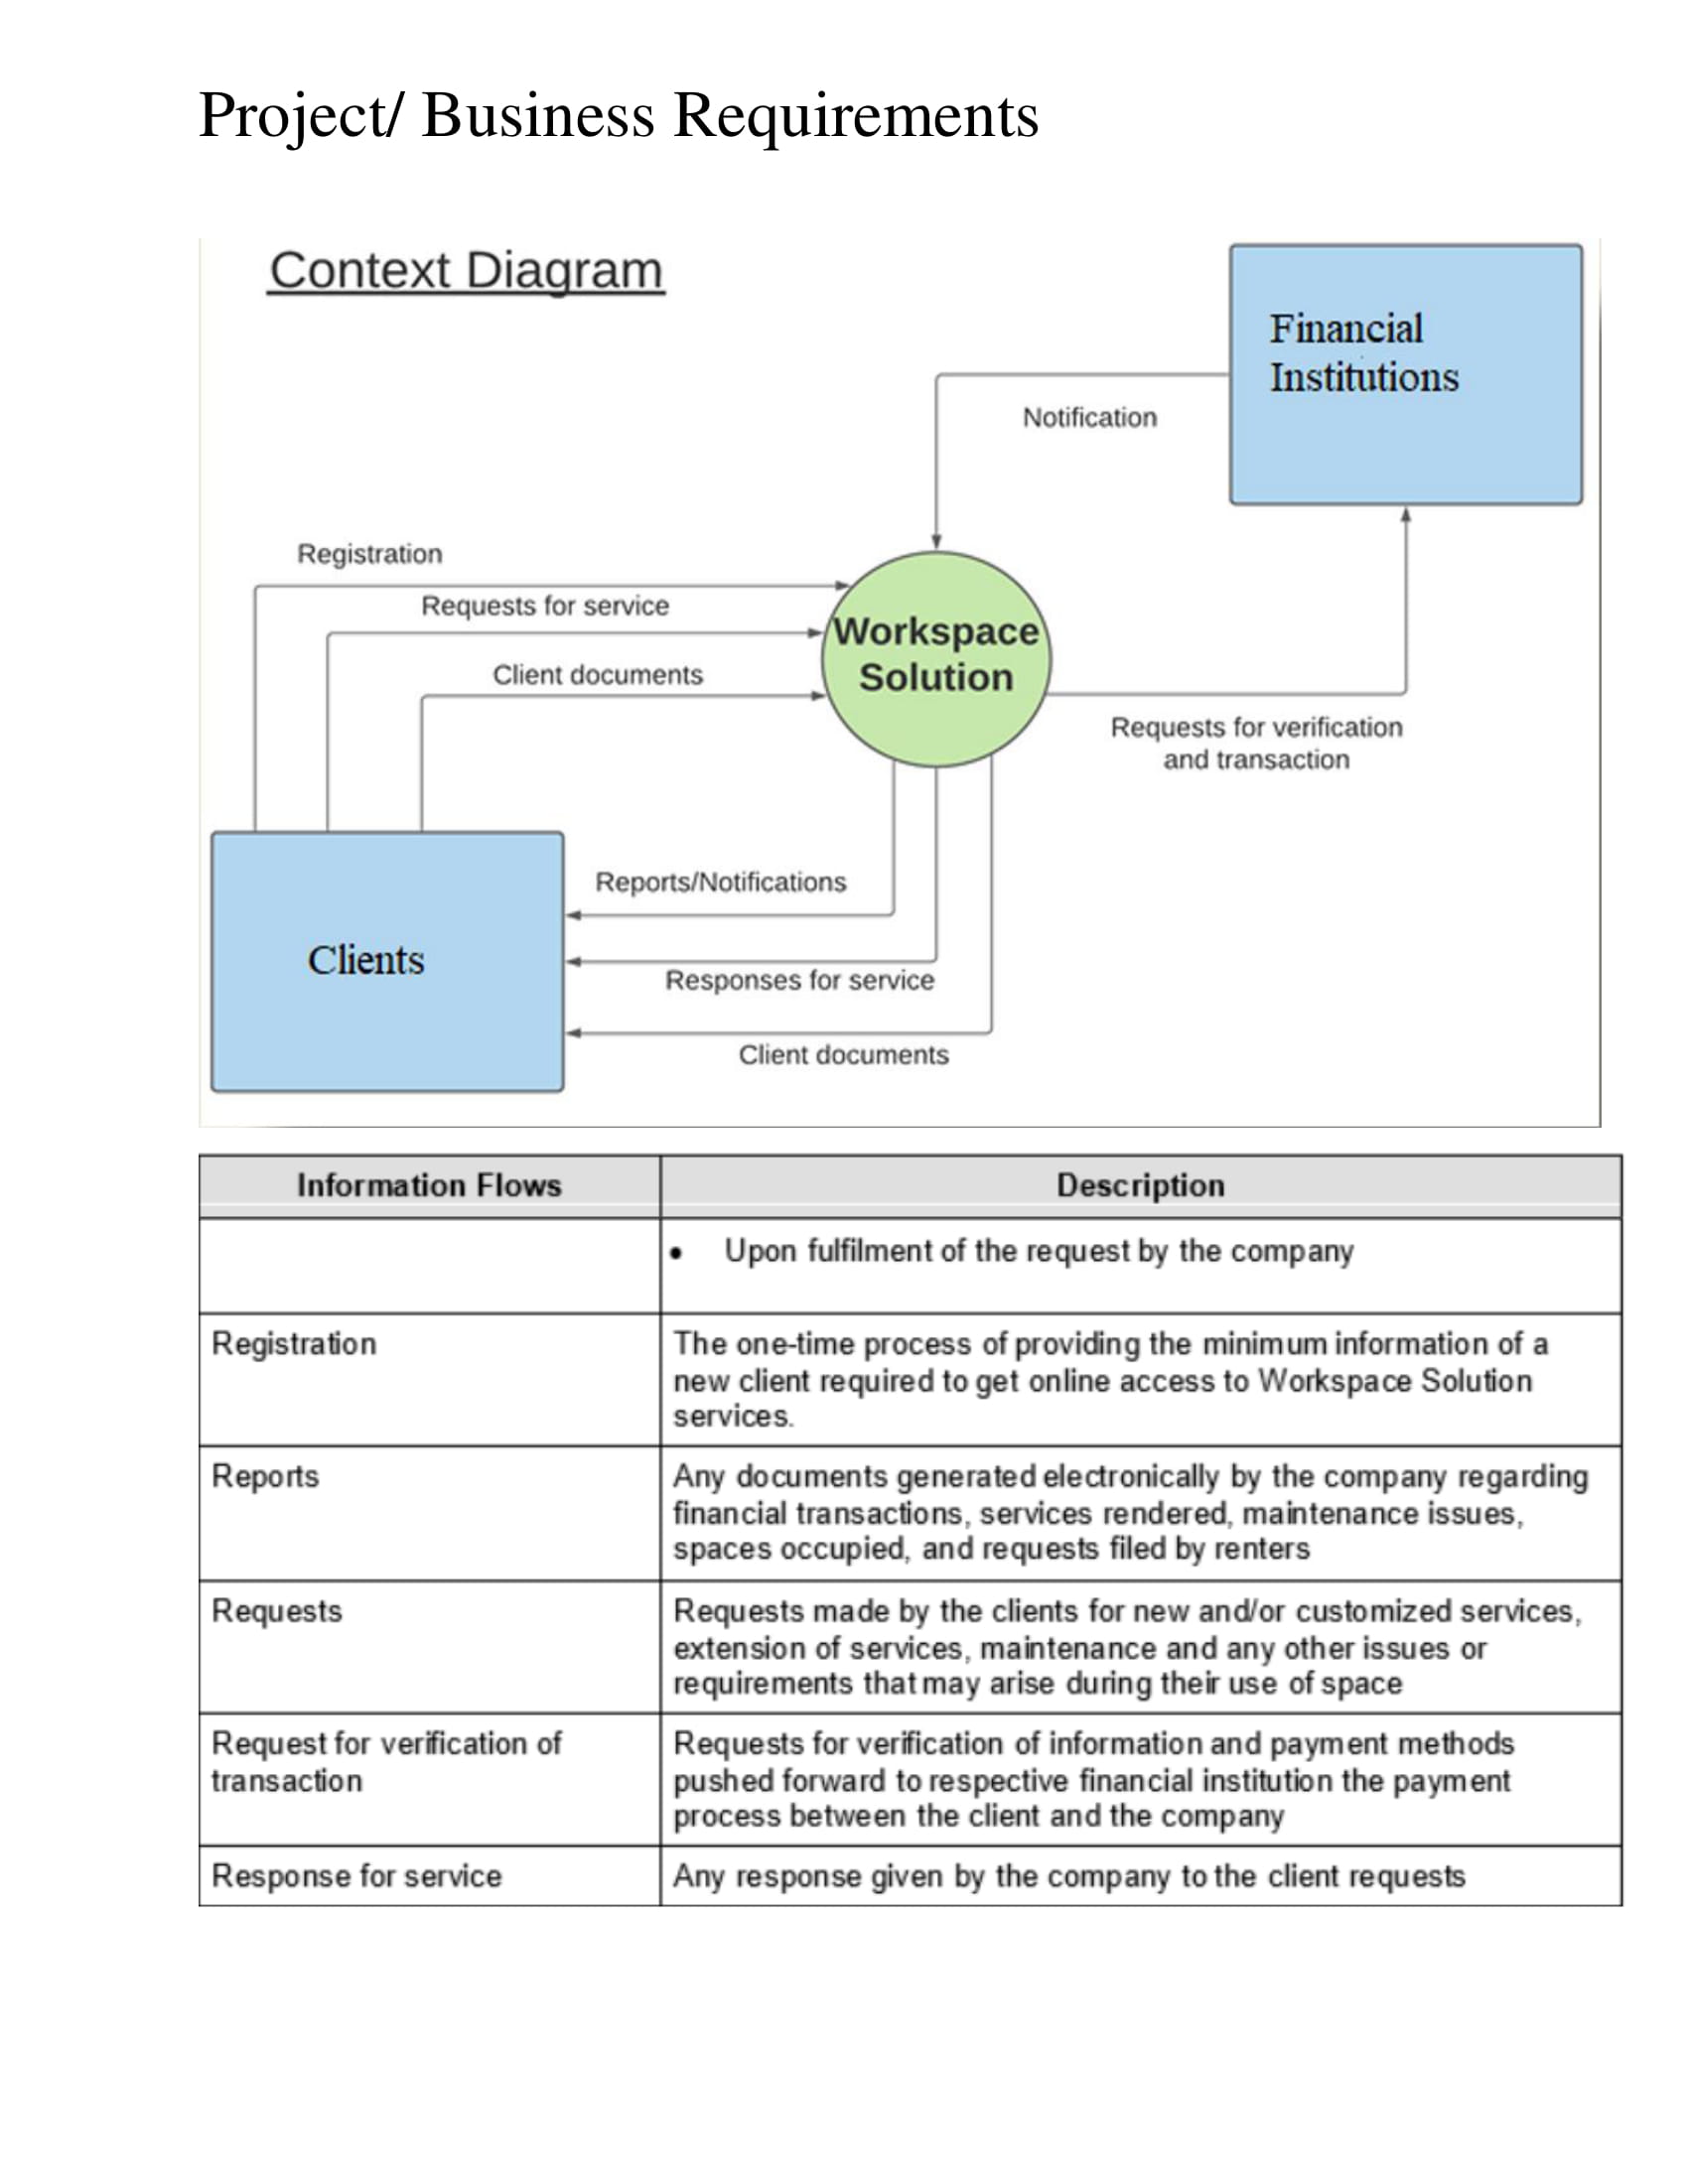 Project/ Business Requirements
Context Diagram
Financial
Institutions
Notification
Registration
Requests for service
Workspace
Solution
Client documents
Requests for verification
and transaction
Reports/Notifications
Clients
Responses for service
Client documents
Information Flows
Description
• Upon fulfilment of the request by the company
Registration
The one-time process of providing the minimum information of a
new client required to get online access to Workspace Solution
services.
Reports
Any documents generated electronically by the company regarding
financial transactions, services rendered, maintenance issues,
spaces occupied, and requests filed by renters
Requests
Requests made by the clients for new and/or customized services,
extension of services, maintenance and any other issues or
requirements that may arise during their use of space
Request for verification of
transaction
Requests for verification of information and payment methods
pushed forward to respective financial institution the payment
process between the client and the company
Response for service
Any response given by the company to the client requests